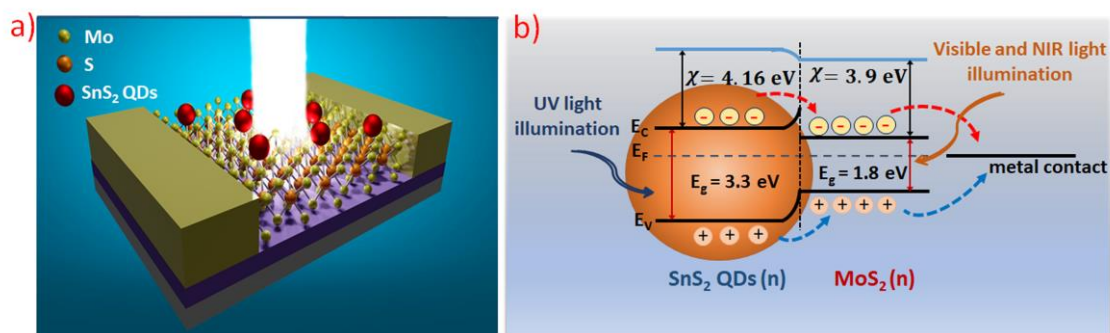 a)
Mo
S
SnS₂ QDs
b)
χ = 4.16 eV
χ = 3.9 eV
Visible and NIR light
illumination
UV light
illumination
E_C
E_F
E_V
E_g = 3.3 eV
E_g = 1.8 eV
metal contact
- - -
- - - -
+ + + +
+ + +
SnS₂ QDs (n)
MoS₂ (n)